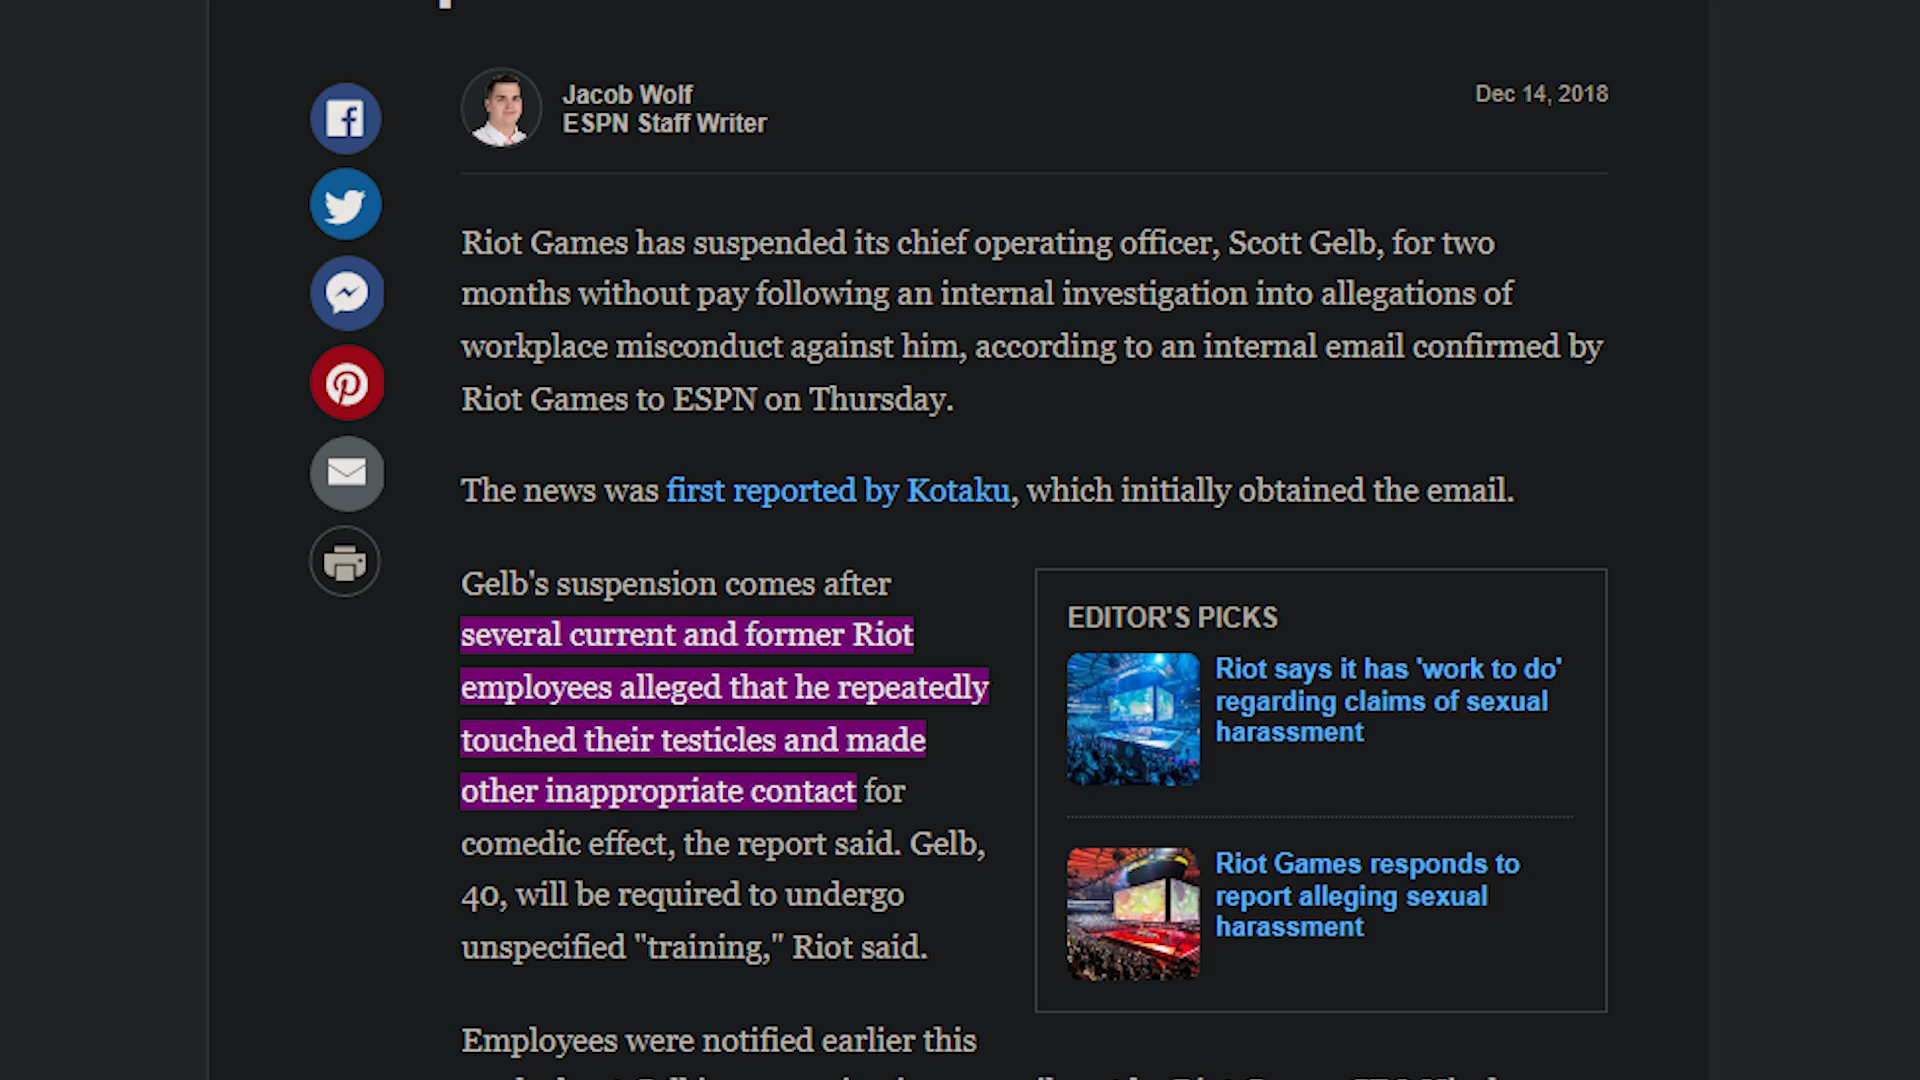 Jacob Wolf
ESPN Staff Writer
Dec 14, 2018
Riot Games has suspended its chief operating officer, Scott Gelb, for two
months without pay following an internal investigation into allegations of
workplace misconduct against him, according to an internal email confirmed by
Riot Games to ESPN on Thursday.
The news was first reported by Kotaku, which initially obtained the email.
Gelb's suspension comes after
several current and former Riot
employees alleged that he repeatedly
touched their testicles and made
other inappropriate contact for
comedic effect, the report said. Gelb,
40, will be required to undergo
unspecified "training," Riot said.
EDITOR'S PICKS
Riot says it has 'work to do'
regarding claims of sexual
harassment
Riot Games responds to
report alleging sexual
harassment
Employees were notified earlier this